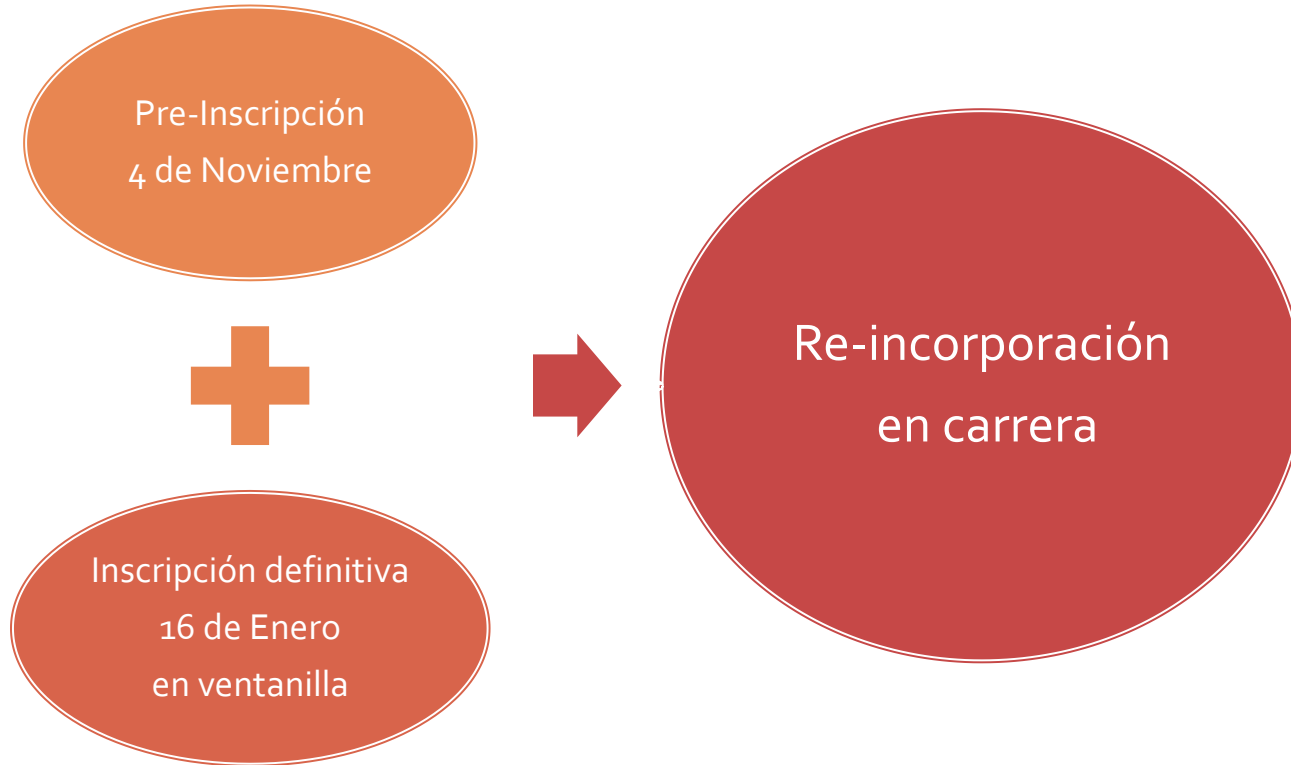 Pre-Inscripción
4 de Noviembre
Inscripción definitiva
16 de Enero
en ventanilla
Re-incorporación
en carrera